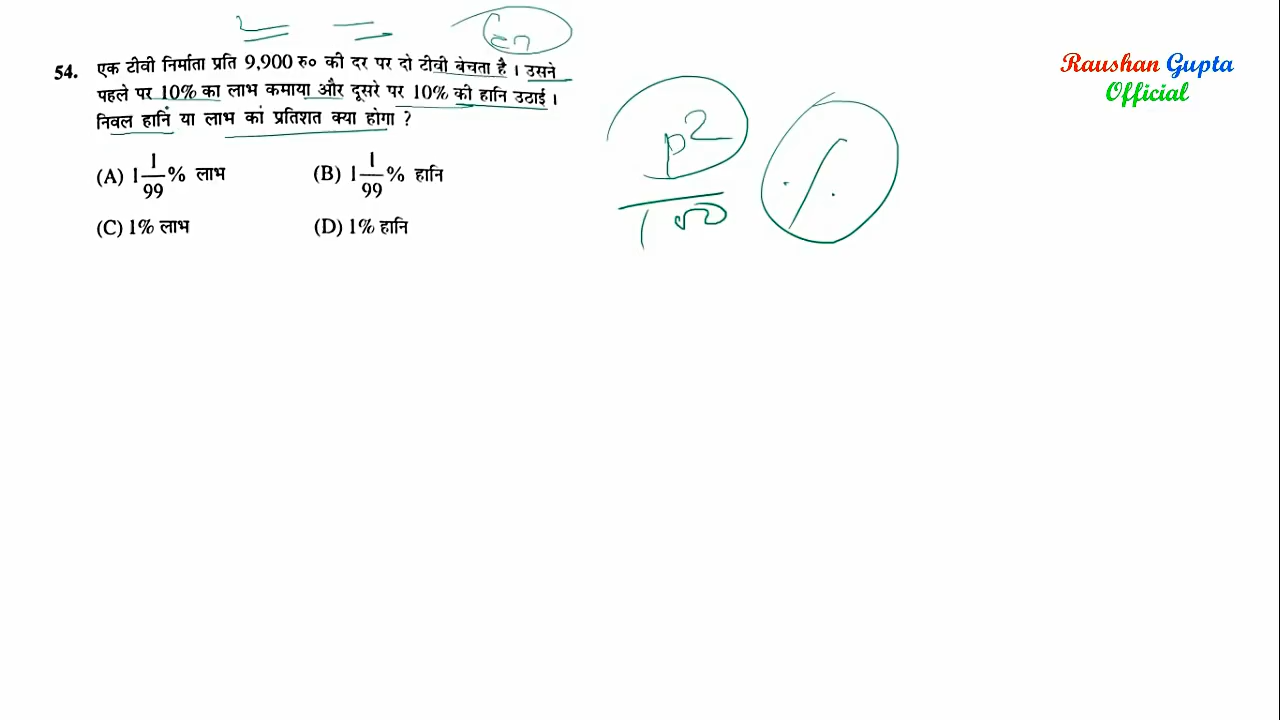 54. एक टीवी निर्माता प्रति 9,900 रु० की दर पर दो टीवी बेचता है । उसने
पहले पर 10% का लाभ कमाया और दूसरे पर 10% की हानि उठाई ।
निवल हानि या लाभ का प्रतिशत क्या होगा ?
(A) 1 1/99 % लाभ (B) 1 1/99 % हानि
(C) 1% लाभ (D) 1% हानि
p²
100
%
Raushan Gupta
Official